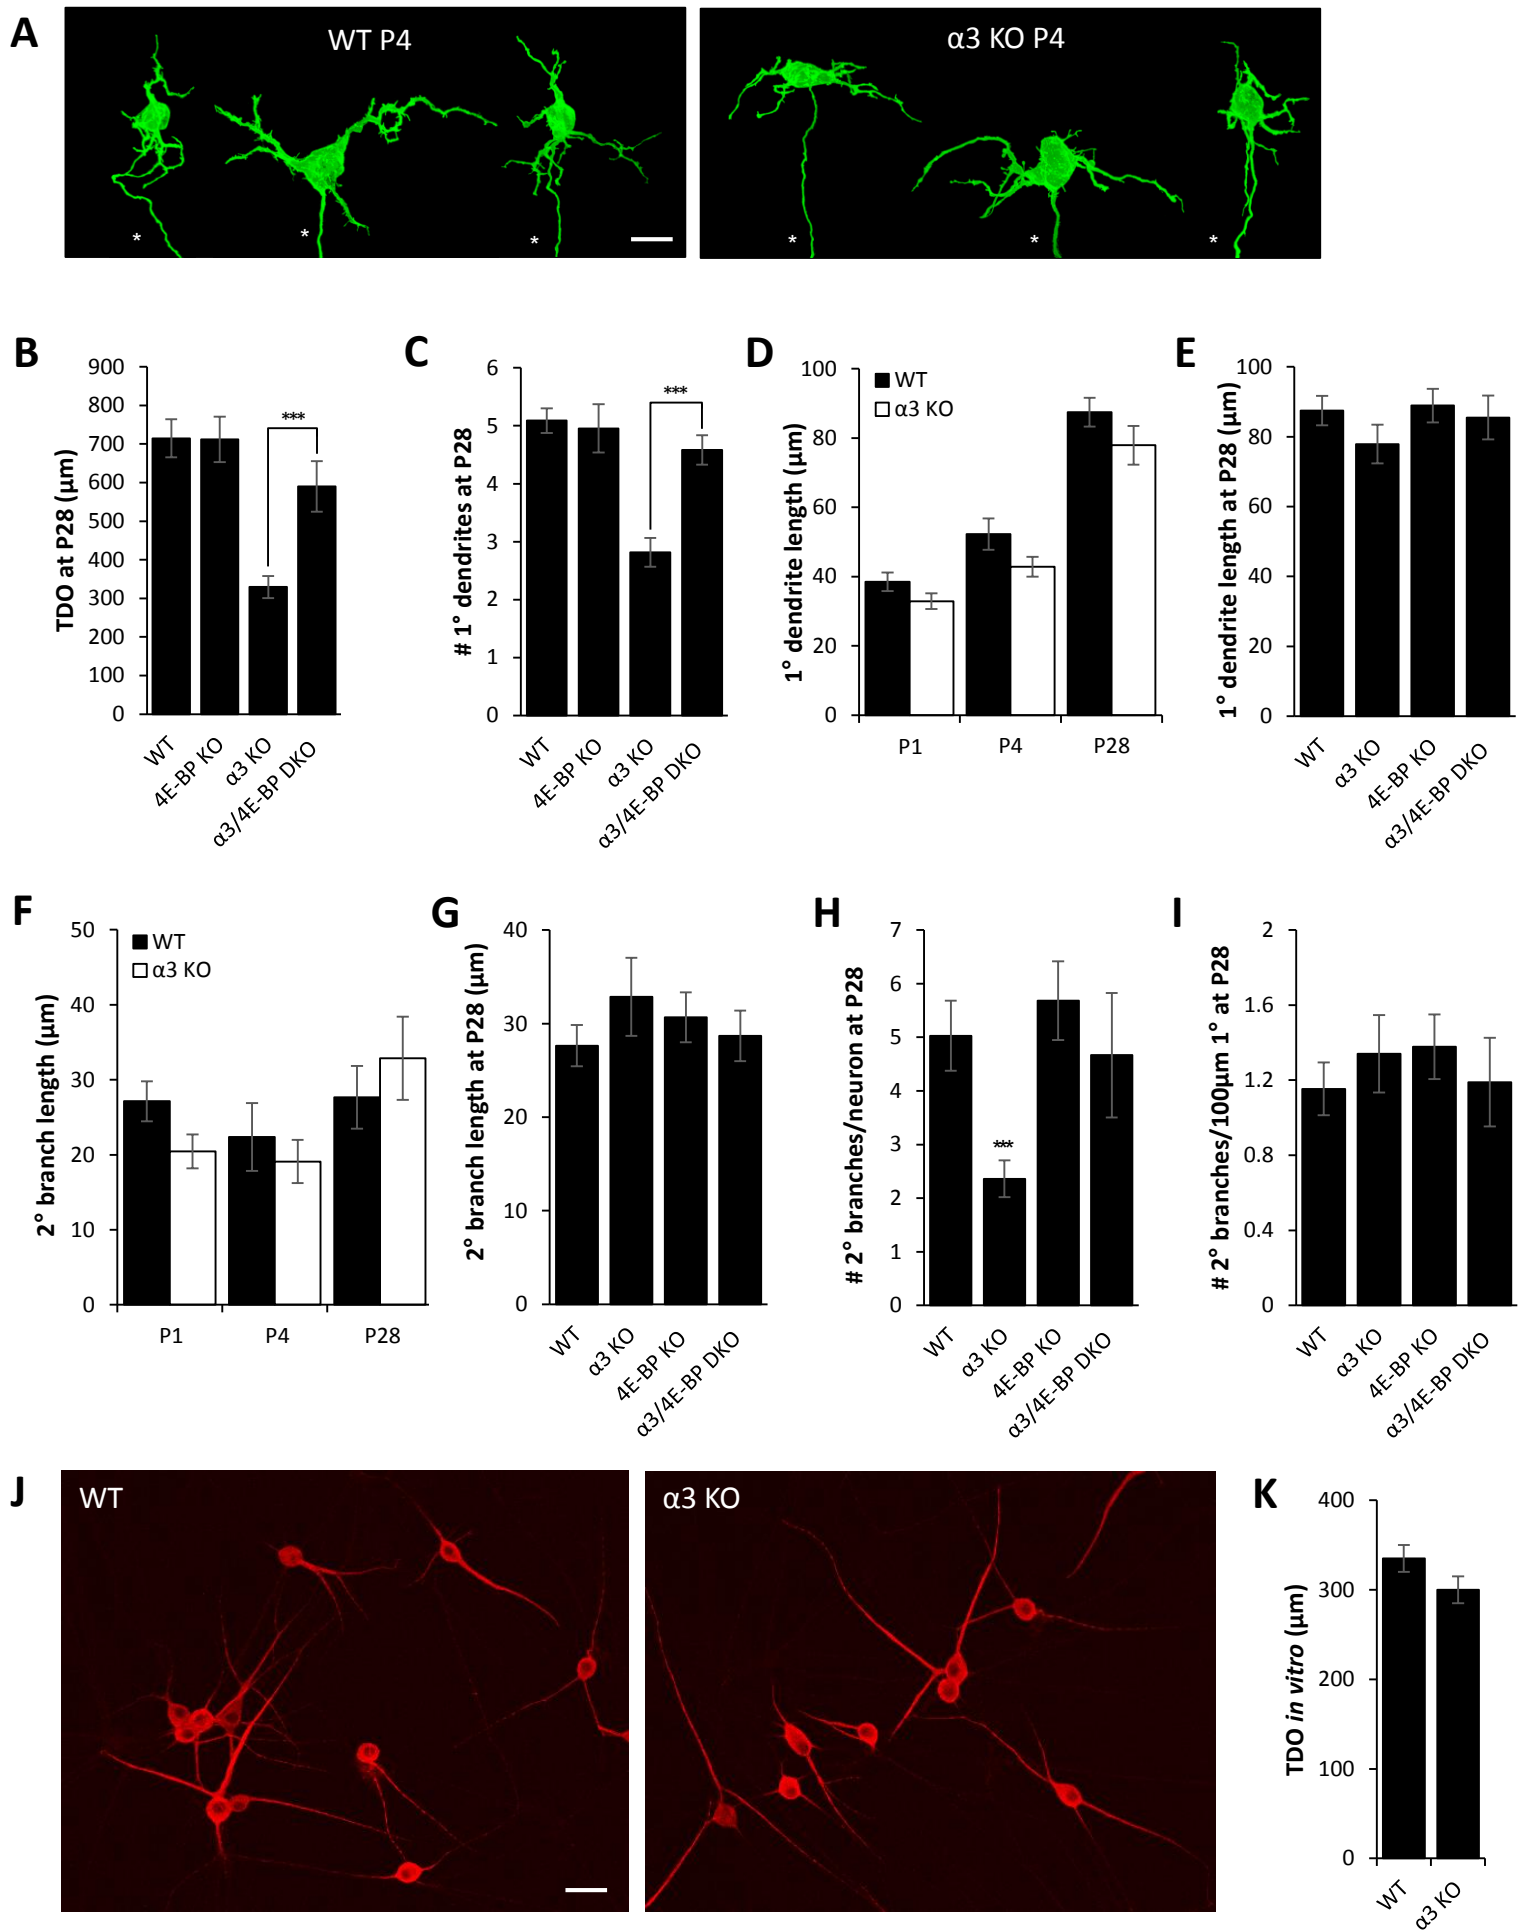 A
WT P4
α3 KO P4
*
*
*
*
*
*
B
TDO at P28 (µm)
900
800
700
600
500
400
300
200
100
0
***
WT
4E-BP KO
α3 KO
α3/4E-BP DKO
C
# 1° dendrites at P28
6
5
4
3
2
1
0
***
WT
4E-BP KO
α3 KO
α3/4E-BP DKO
D
1° dendrite length (µm)
100
80
60
40
20
0
WT
α3 KO
P1
P4
P28
E
1° dendrite length at P28 (µm)
100
80
60
40
20
0
WT
α3 KO
4E-BP KO
α3/4E-BP DKO
F
2° branch length (µm)
50
40
30
20
10
0
WT
α3 KO
P1
P4
P28
G
2° branch length at P28 (µm)
40
30
20
10
0
WT
α3 KO
4E-BP KO
α3/4E-BP DKO
H
# 2° branches/neuron at P28
7
6
5
4
3
2
1
0
***
WT
α3 KO
4E-BP KO
α3/4E-BP DKO
I
# 2° branches/100µm 1° at P28
2
1.6
1.2
0.8
0.4
0
WT
α3 KO
4E-BP KO
α3/4E-BP DKO
J
WT
α3 KO
K
TDO in vitro (µm)
400
300
200
100
0
WT
α3 KO